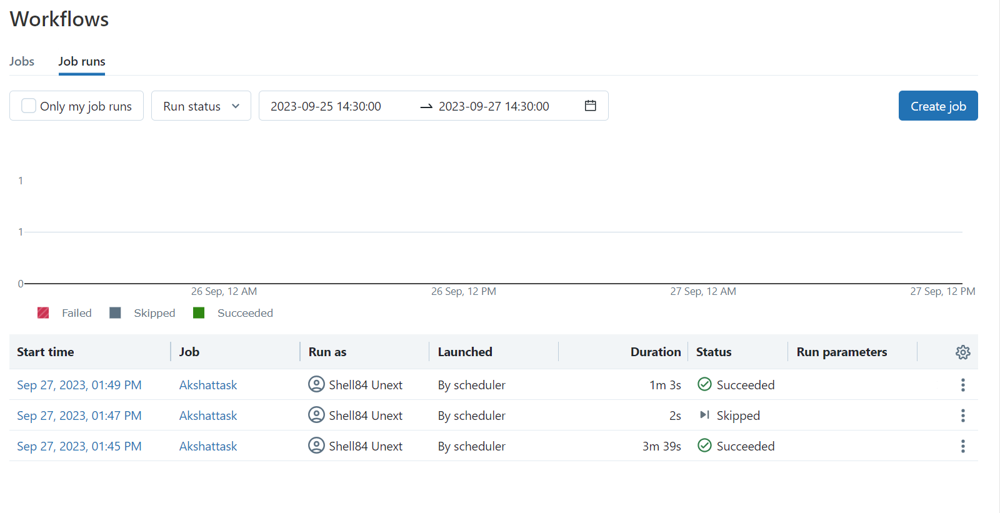 Workflows
Jobs Job runs
Only my job runs Run status 2023-09-25 14:30:00 → 2023-09-27 14:30:00 Create job
1
1
0
26 Sep, 12 AM 26 Sep, 12 PM 27 Sep, 12 AM 27 Sep, 12 PM
Failed Skipped Succeeded
Start time Job Run as Launched Duration Status Run parameters
Sep 27, 2023, 01:49 PM Akshattask Shell84 Unext By scheduler 1m 3s Succeeded
Sep 27, 2023, 01:47 PM Akshattask Shell84 Unext By scheduler 2s Skipped
Sep 27, 2023, 01:45 PM Akshattask Shell84 Unext By scheduler 3m 39s Succeeded